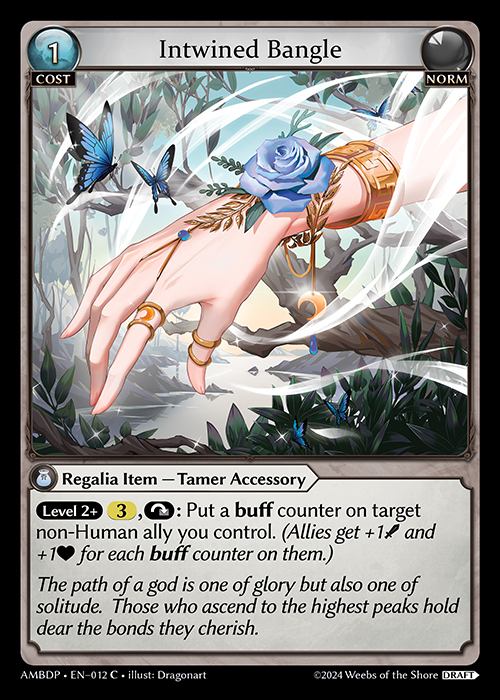 1 Intwined Bangle
COST NORM
Regalia Item — Tamer Accessory
Level 2+ 3, : Put a buff counter on target
non-Human ally you control. (Allies get +1 and
+1 for each buff counter on them.)
The path of a god is one of glory but also one of
solitude. Those who ascend to the highest peaks hold
dear the bonds they cherish.
AMBDP • EN–012 C • illust: Dragonart ©2024 Weebs of the Shore DRAFT